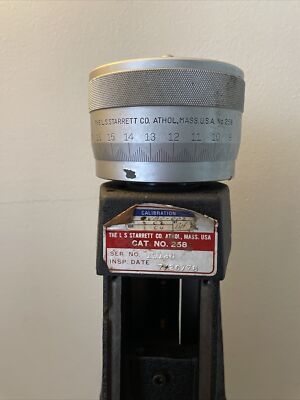 THE L.S. STARRETT CO. ATHOL, MASS. U.S.A. No 258
15 14 13 12 11 10 9
CALIBRATION
THE L S STARRETT CO. ATHOL, MASS. USA
CAT. NO. 258
SER NO.
INSP. DATE